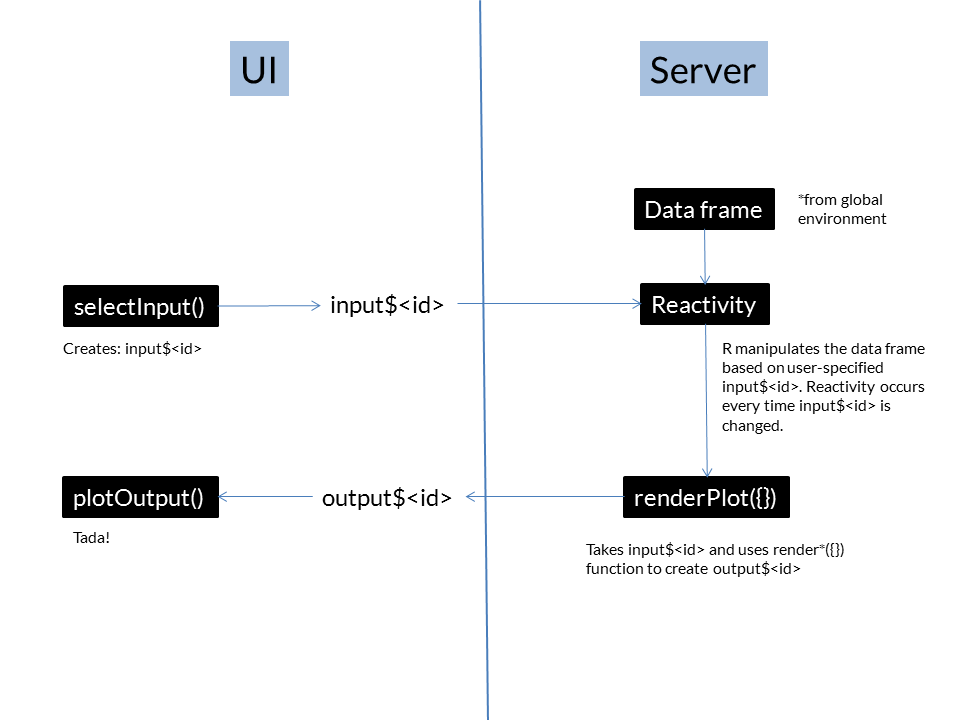 UI
Server
Data frame
*from global
environment
selectInput()
input$<id>
Reactivity
Creates: input$<id>
R manipulates the data frame
based on user-specified
input$<id>. Reactivity occurs
every time input$<id> is
changed.
plotOutput()
output$<id>
renderPlot({})
Tada!
Takes input$<id> and uses render*({})
function to create output$<id>